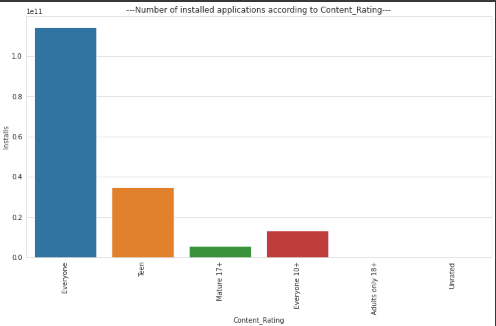 ---Number of installed applications according to Content_Rating---
1e11
1.0
0.8
0.6
0.4
0.2
0.0
Installs
Everyone
Teen
Mature 17+
Everyone 10+
Adults only 18+
Unrated
Content_Rating